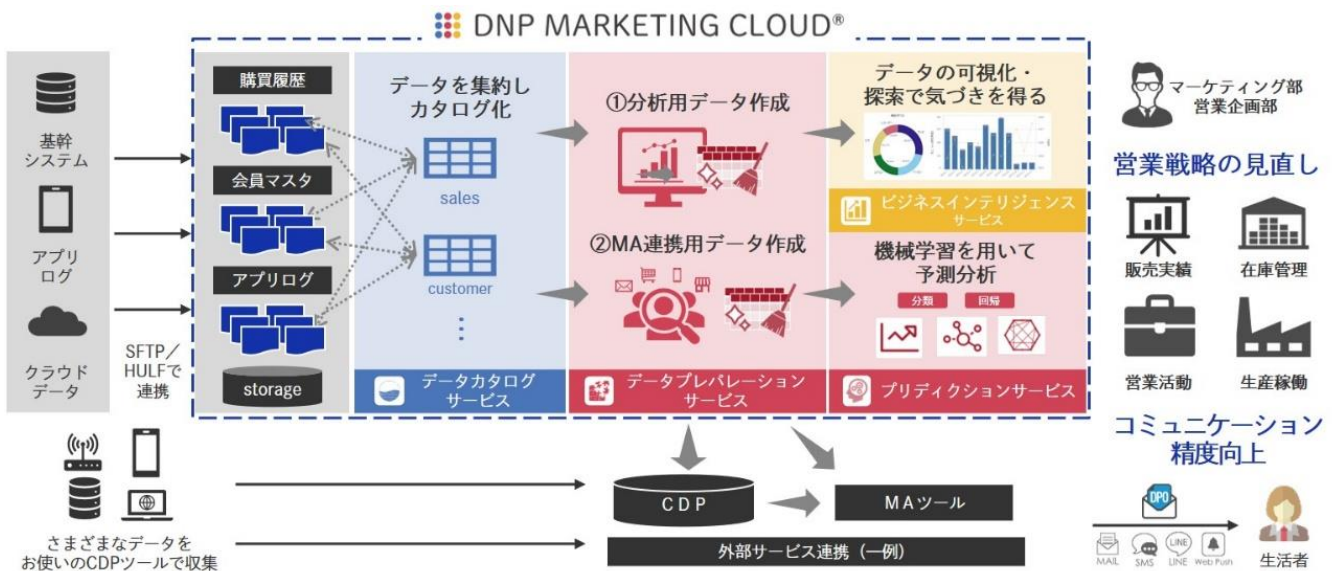 DNP MARKETING CLOUD®
基幹
システム
アプリ
ログ
クラウド
データ
SFTP／
HULFで
連携
購買履歴
会員マスタ
アプリログ
storage
データを集約し
カタログ化
sales
customer
データカタログ
サービス
①分析用データ作成
②MA連携用データ作成
データプレパレーション
サービス
データの可視化・
探索で気づきを得る
ビジネスインテリジェンス
サービス
機械学習を用いて
予測分析
分類
回帰
プリディクションサービス
マーケティング部
営業企画部
営業戦略の見直し
販売実績
在庫管理
営業活動
生産稼働
コミュニケーション
精度向上
さまざまなデータを
お使いのCDPツールで収集
CDP
MAツール
外部サービス連携（一例）
DPO
LINE
MAIL
SMS
LINE
Web Push
生活者